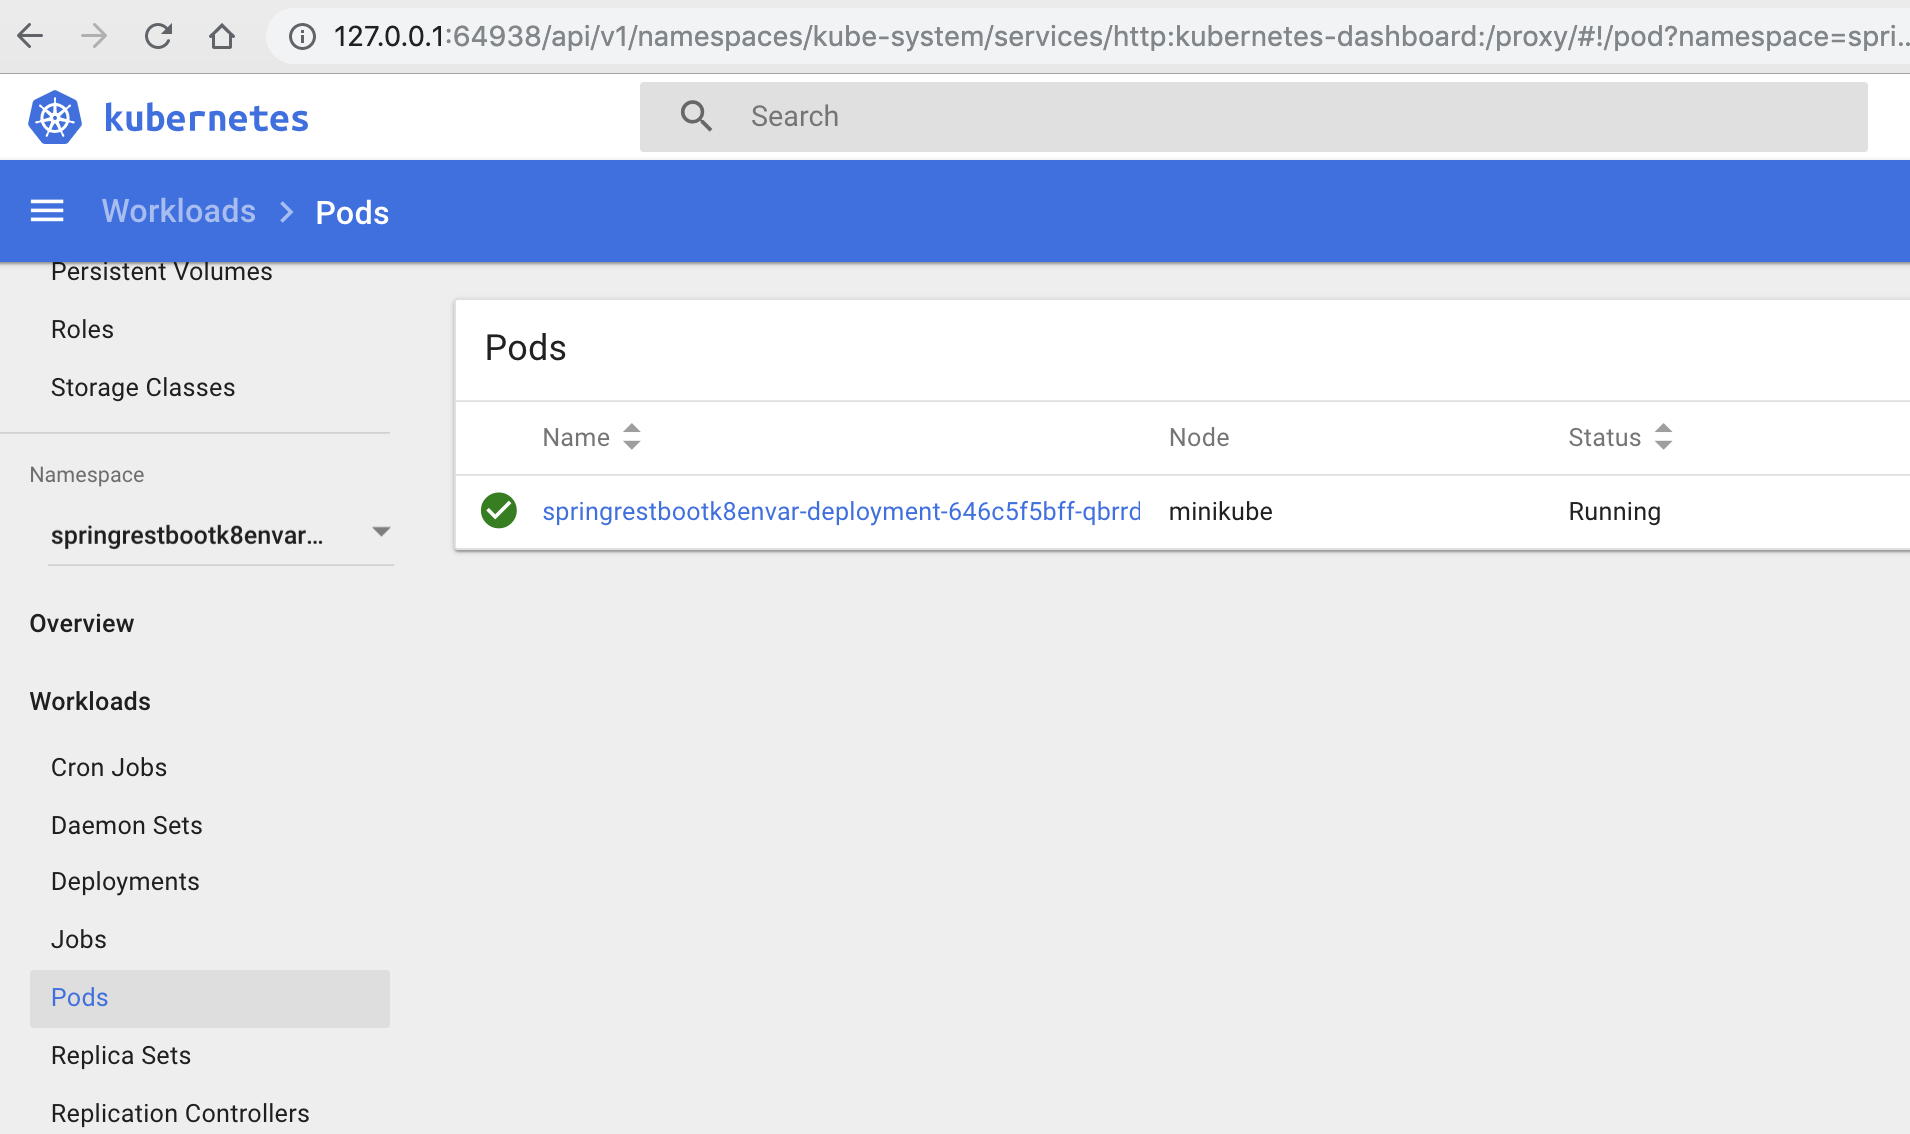 127.0.0.1:64938/api/v1/namespaces/kube-system/services/http:kubernetes-dashboard:/proxy/#!/pod?namespace=spri...
kubernetes
Search
Workloads > Pods
Persistent Volumes
Roles
Storage Classes
Namespace
springrestbootk8envar...
Overview
Workloads
Cron Jobs
Daemon Sets
Deployments
Jobs
Pods
Replica Sets
Replication Controllers
Pods
Name Node Status
springrestbootk8envar-deployment-646c5f5bff-qbrrd minikube Running